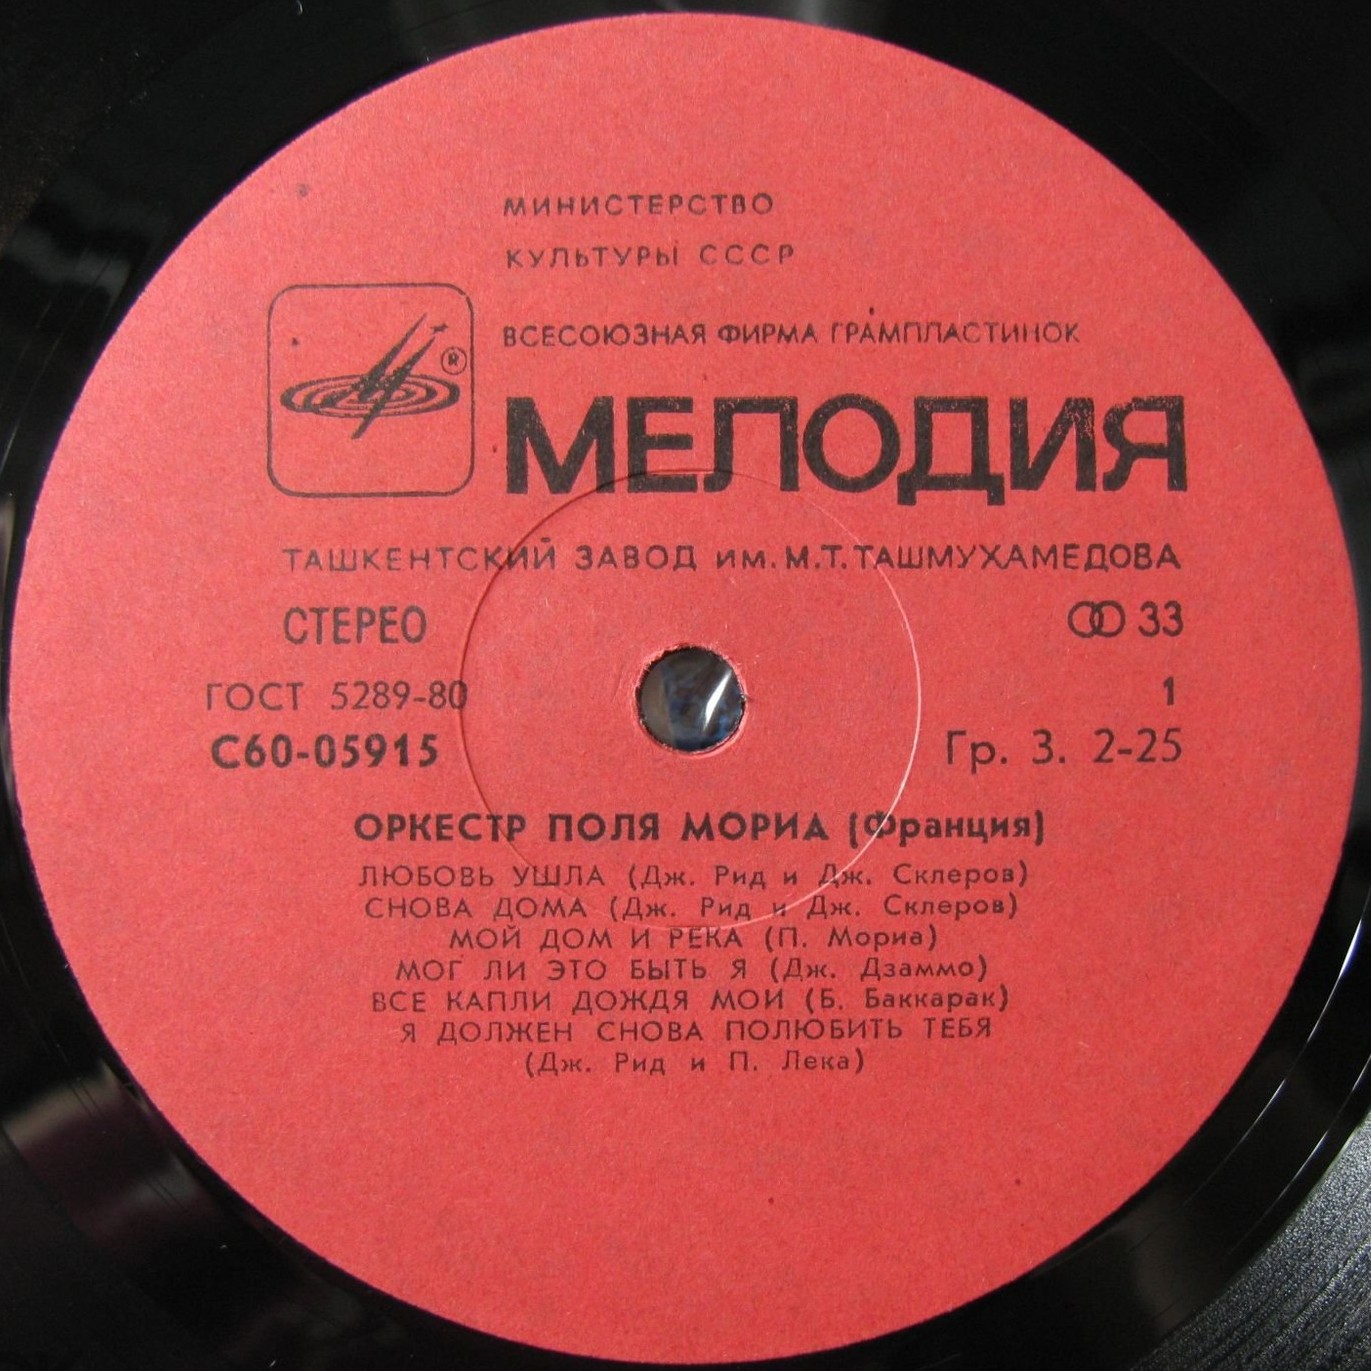 МИНИСТЕРСТВО
КУЛЬТУРЫ СССР
ВСЕСОЮЗНАЯ ФИРМА ГРАМПЛАСТИНОК
®
МЕЛОДИЯ
ТАШКЕНТСКИЙ ЗАВОД им. М.Т. ТАШМУХАМЕДОВА
СТЕРЕО 33
ГОСТ 5289-80 1
С60-05915 Гр. 3. 2-25
ОРКЕСТР ПОЛЯ МОРИА (Франция)
ЛЮБОВЬ УШЛА (Дж. Рид и Дж. Склеров)
СНОВА ДОМА (Дж. Рид и Дж. Склеров)
МОЙ ДОМ И РЕКА (П. Мориа)
МОГ ЛИ ЭТО БЫТЬ Я (Дж. Дзаммо)
ВСЕ КАПЛИ ДОЖДЯ МОИ (Б. Баккарак)
Я ДОЛЖЕН СНОВА ПОЛЮБИТЬ ТЕБЯ
(Дж. Рид и П. Лека)